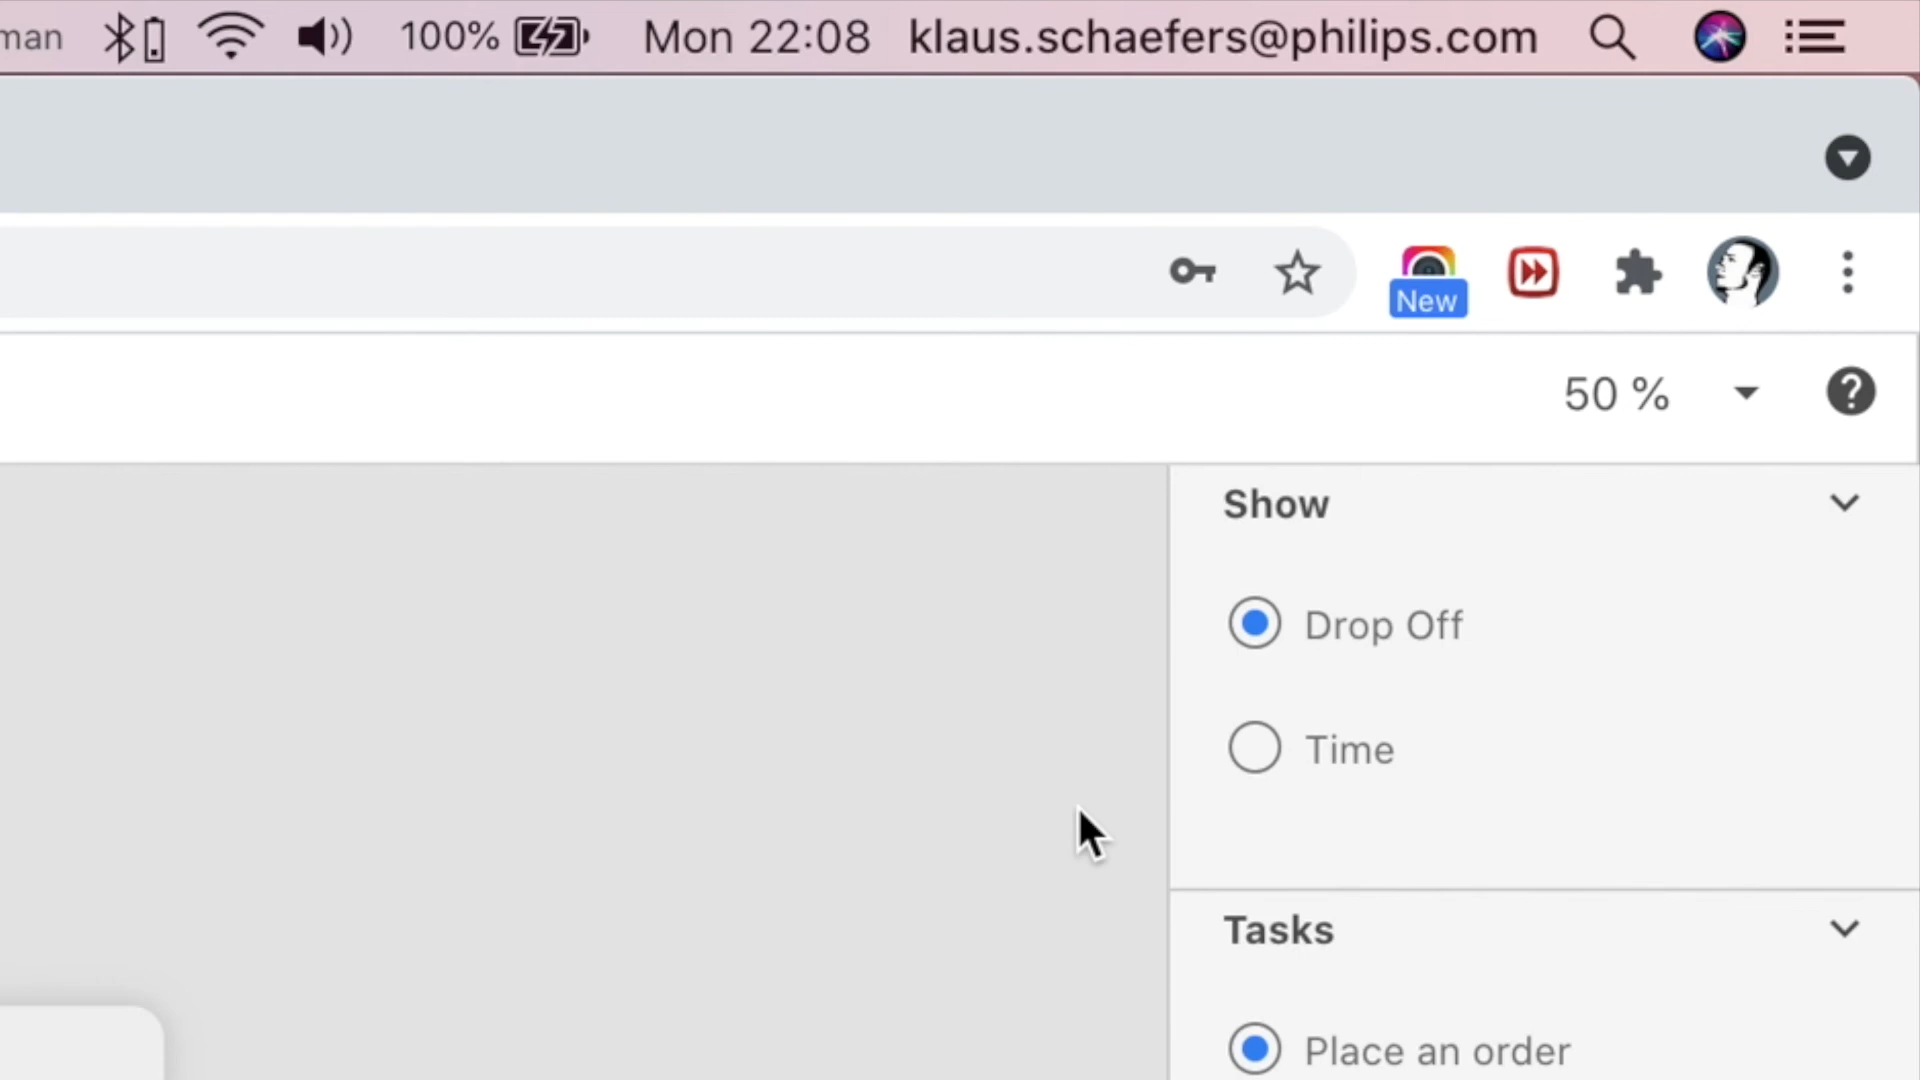 man 100% Mon 22:08 klaus.schaefers@philips.com
New
50 %
Show
Drop Off
Time
Tasks
Place an order